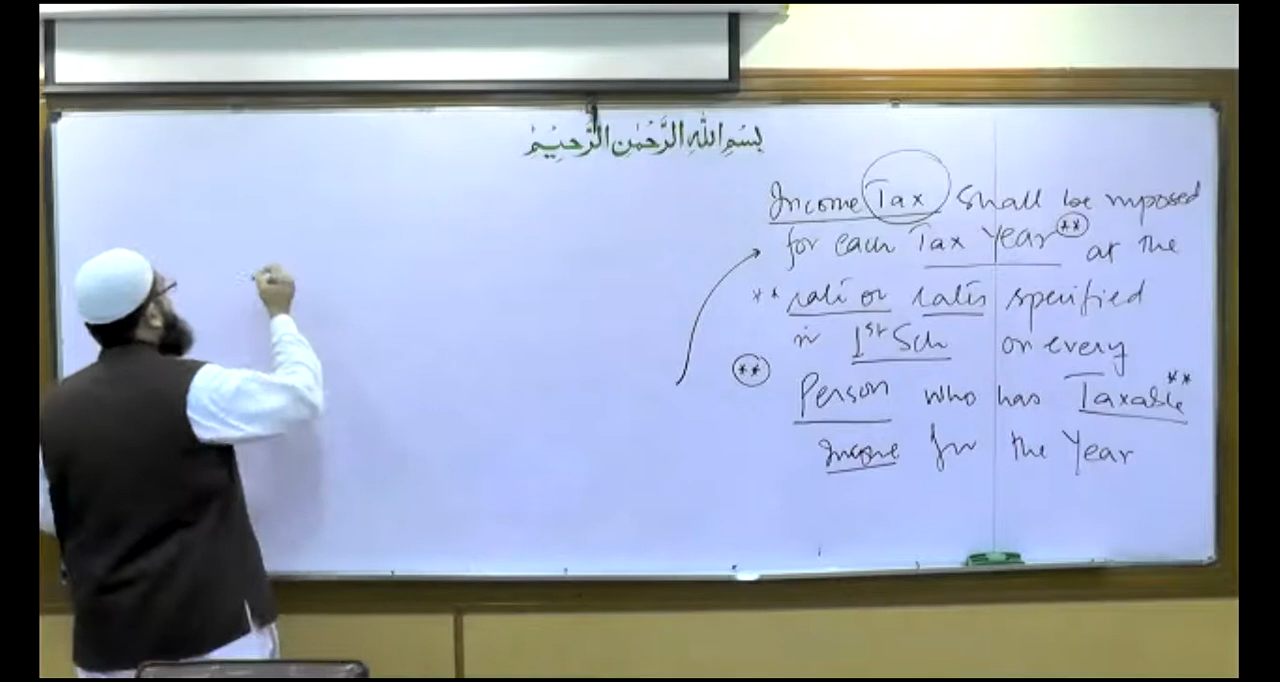 بِسْمِ اللهِ الرَّحْمٰنِ الرَّحِيْمِ
Income Tax shall be imposed
for each Tax Year ** at the
** rate or rates specified
in 1st Sch on every
** Person who has Taxable **
Income for the Year